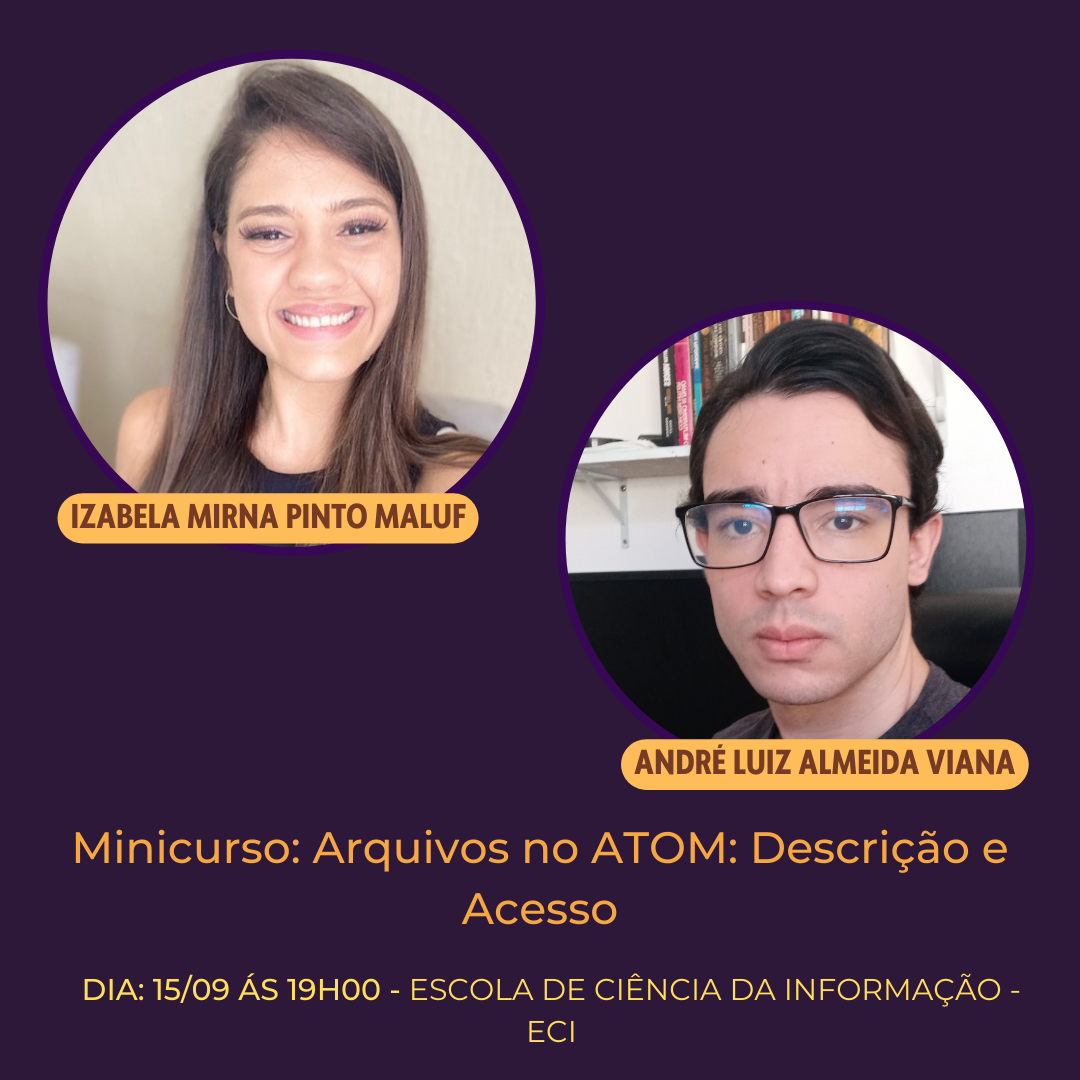 IZABELA MIRNA PINTO MALUF
ANDRÉ LUIZ ALMEIDA VIANA
Minicurso: Arquivos no ATOM: Descrição e
Acesso
DIA: 15/09 ÁS 19H00 - ESCOLA DE CIÊNCIA DA INFORMAÇÃO -
ECI